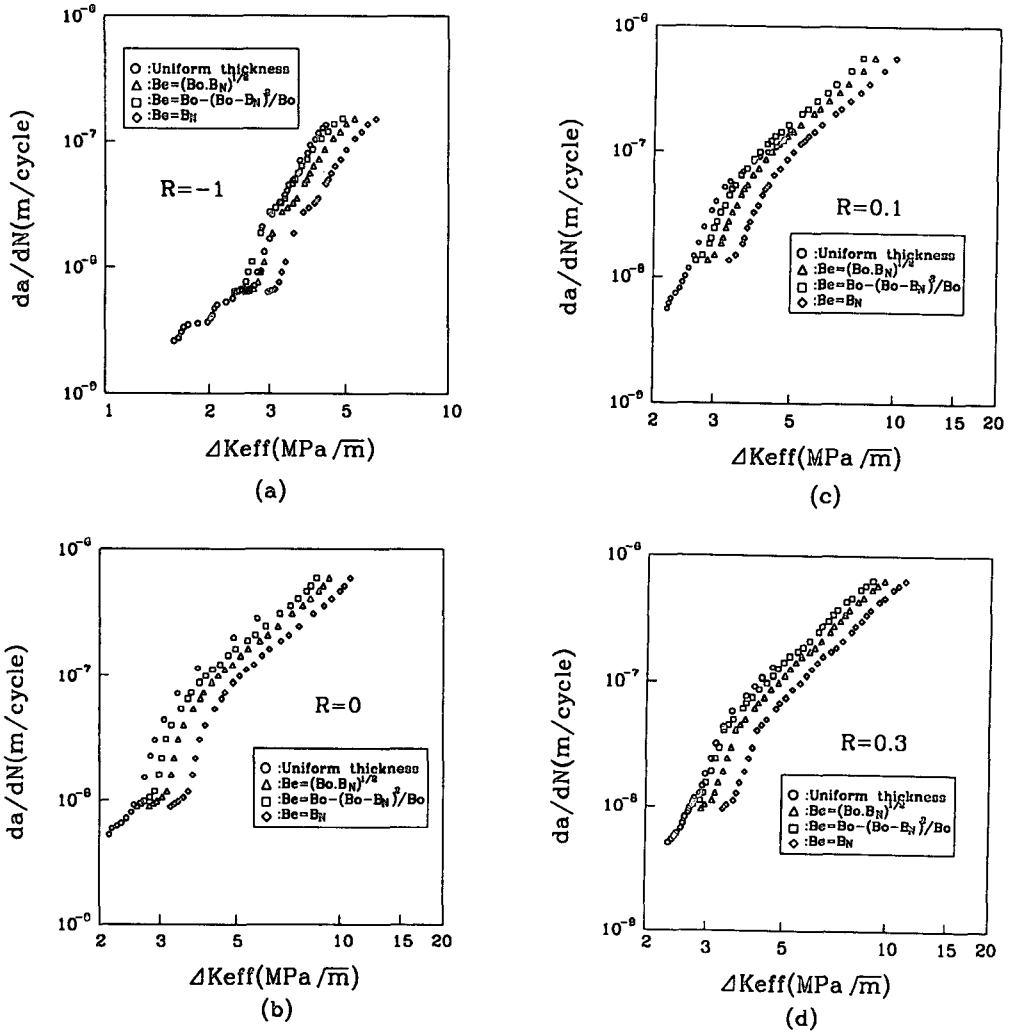 10⁻⁶
10⁻⁷
10⁻⁸
10⁻⁹
da/dN(m/cycle)
○ :Uniform thickness
△ :Be=(Bo.BN)^1/2
□ :Be=Bo-(Bo-BN)^2/Bo
◇ :Be=BN
R=-1
1 2 3 5 10
ΔKeff(MPa√m)
(a)
10⁻⁶
10⁻⁷
10⁻⁸
10⁻⁹
da/dN(m/cycle)
R=0.1
○ :Uniform thickness
△ :Be=(Bo.BN)^1/2
□ :Be=Bo-(Bo-BN)^2/Bo
◇ :Be=BN
2 3 5 10 15 20
ΔKeff(MPa√m)
(c)
10⁻⁶
10⁻⁷
10⁻⁸
10⁻⁹
da/dN(m/cycle)
R=0
○ :Uniform thickness
△ :Be=(Bo.BN)^1/2
□ :Be=Bo-(Bo-BN)^2/Bo
◇ :Be=BN
2 3 5 10 15 20
ΔKeff(MPa√m)
(b)
10⁻⁶
10⁻⁷
10⁻⁸
10⁻⁹
da/dN(m/cycle)
R=0.3
○ :Uniform thickness
△ :Be=(Bo.BN)^1/2
□ :Be=Bo-(Bo-BN)^2/Bo
◇ :Be=BN
2 3 5 10 15 20
ΔKeff(MPa√m)
(d)